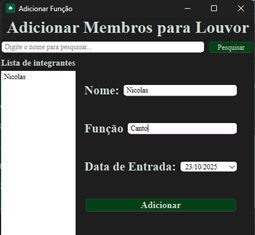 Adicionar Função
Adicionar Membros para Louvor
Digite o nome para pesquisar...
Pesquisar
Lista de integrantes
Nicolas
Nome: Nicolas
Função Canto
Data de Entrada: 23/10/2025
Adicionar